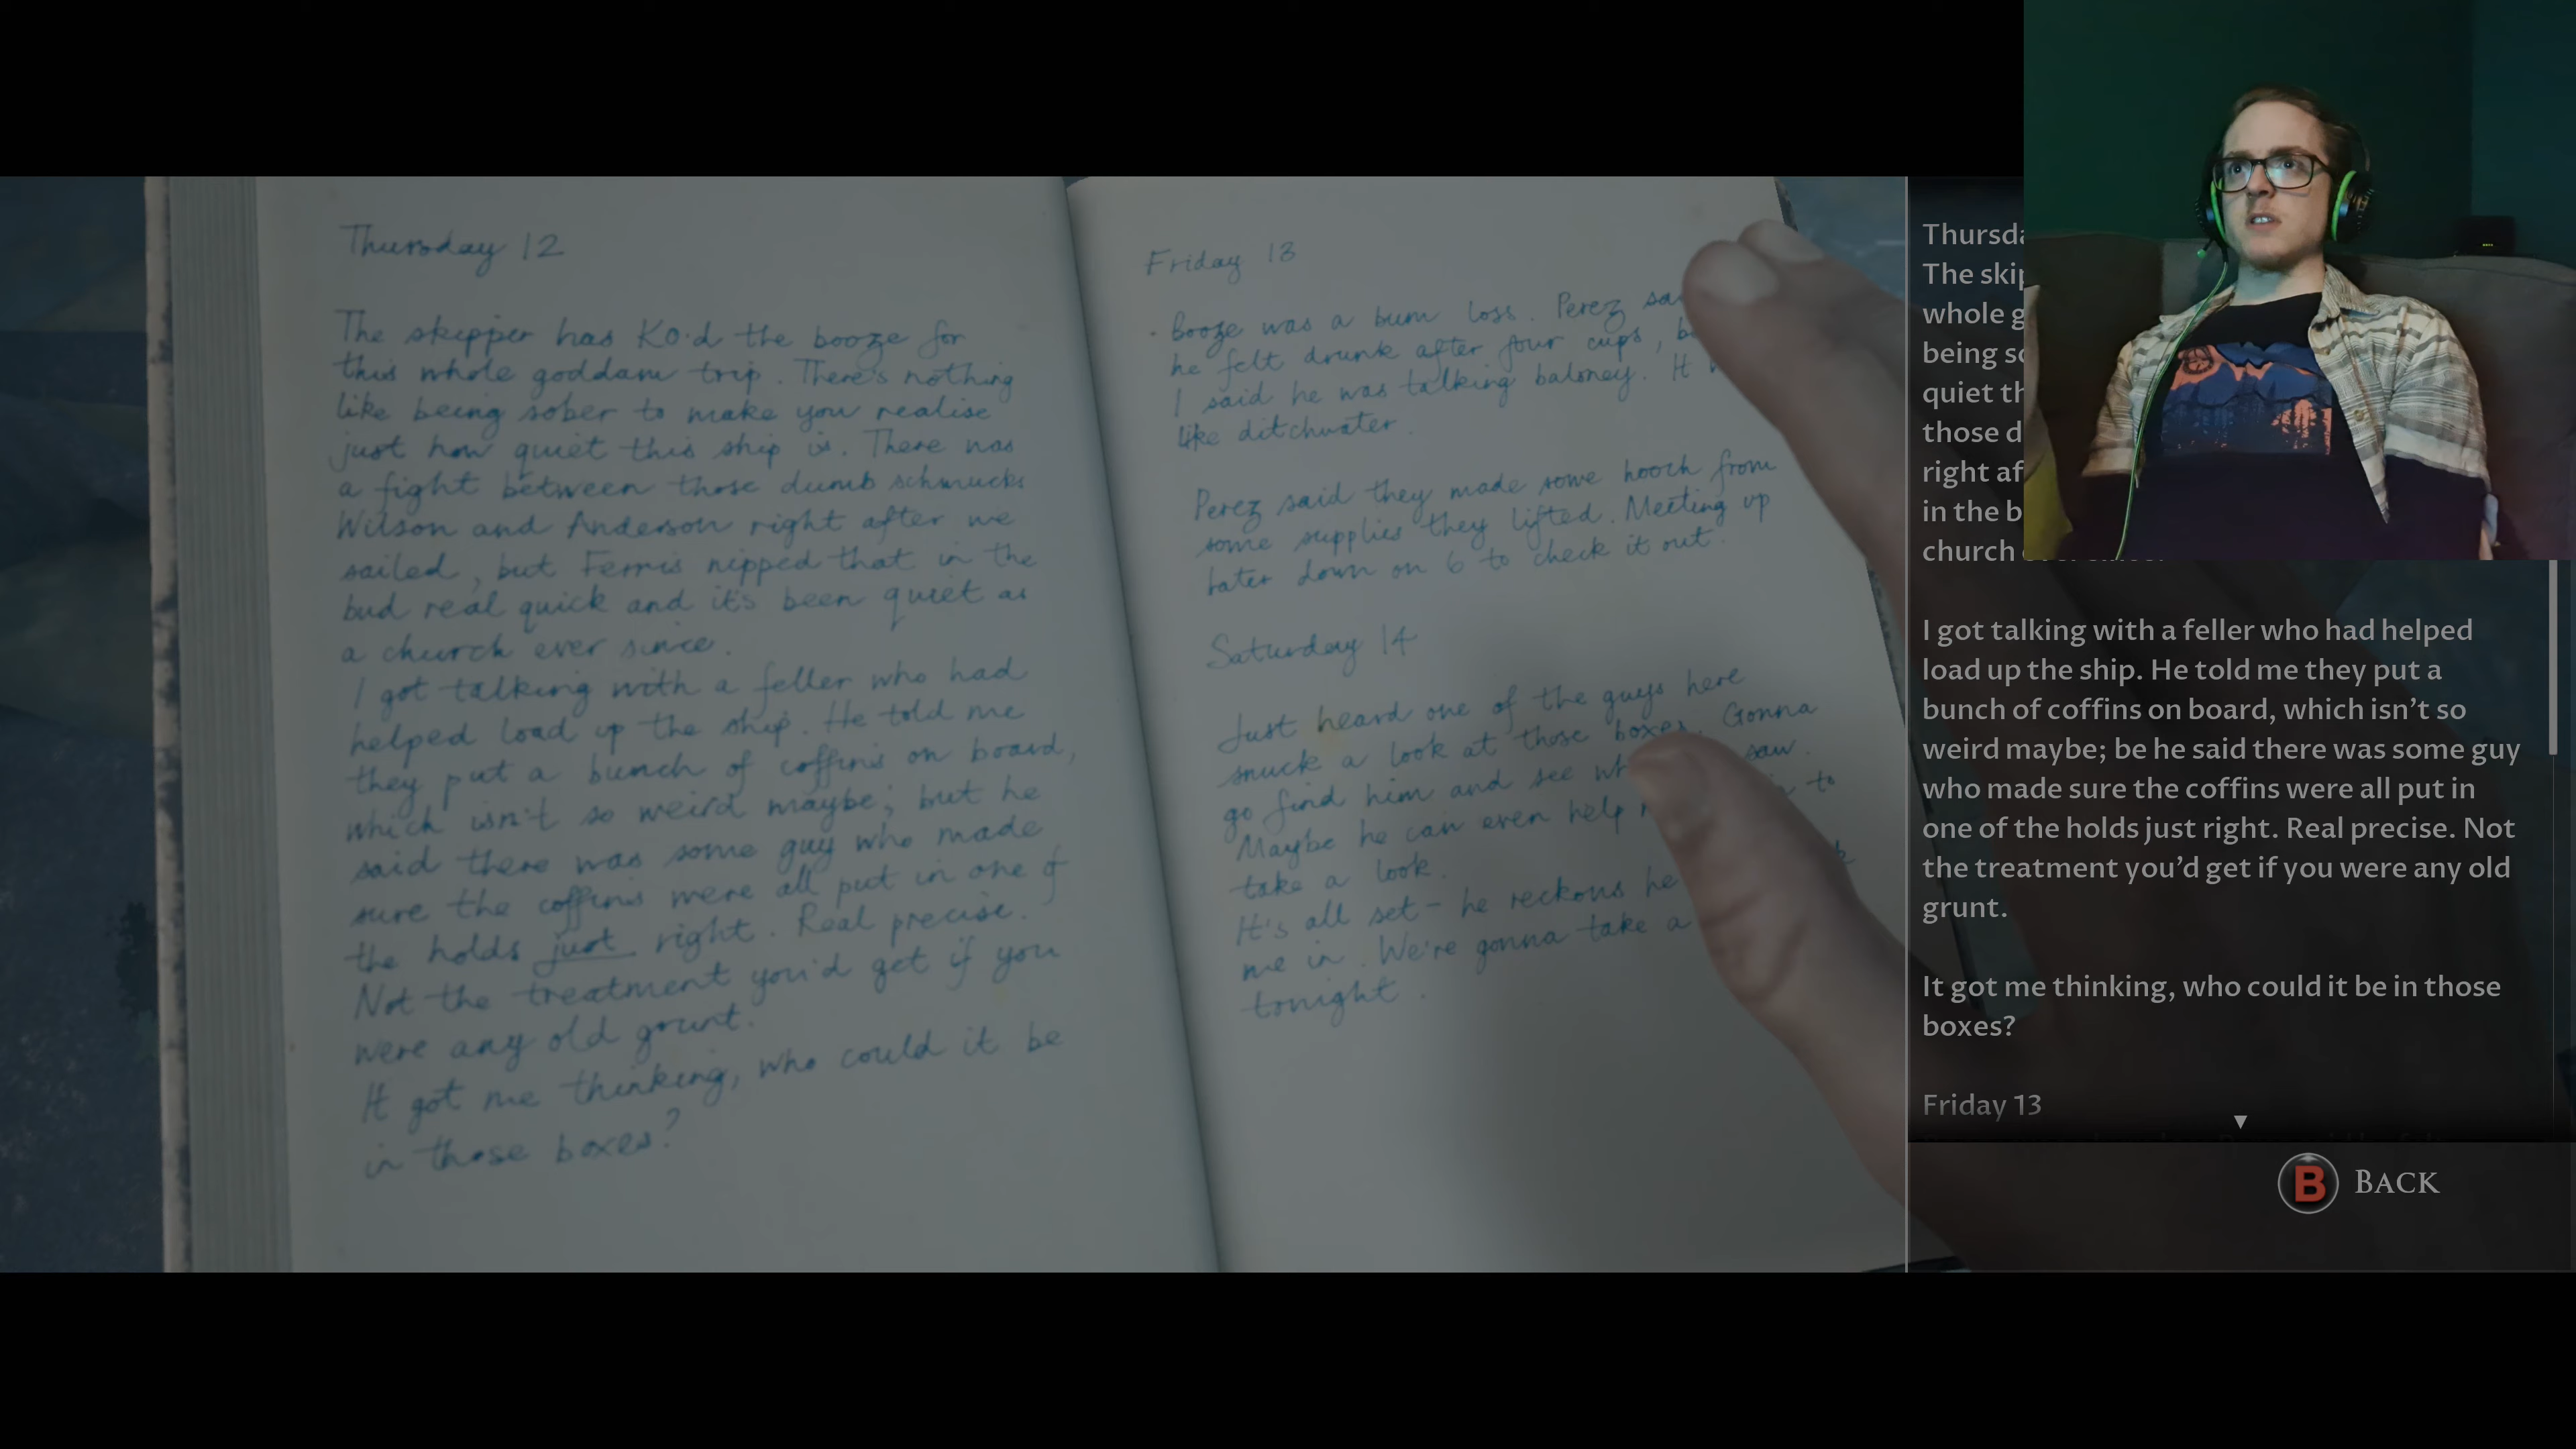 Thursday 12
The skipper has KO'd the booze for
this whole goddam trip. There's nothing
like being sober to make you realise
just how quiet this ship is. There was
a fight between those dumb schmucks
Wilson and Anderson right after we
sailed, but Ferris nipped that in the
bud real quick and it's been quiet as
a church ever since.
I got talking with a feller who had
helped load up the ship. He told me
they put a bunch of coffins on board,
which isn't so weird maybe; but he
said there was some guy who made
sure the coffins were all put in one of
the holds just right. Real precise.
Not the treatment you'd get if you
were any old grunt.
It got me thinking, who could it be
in those boxes?
Friday 13
Booze was a bum loss. Perez
he felt drunk after four cups,
I said he was talking baloney. It
like ditchwater.
Perez said they made some hooch from
some supplies they lifted. Meeting up
later down on 6 to check it out.
Saturday 14
Just heard one of the guys here
snuck a look at those boxes. Gonna
go find him and see saw.
Maybe he can even help to
take a look.
It's all set - he reckons he
me in. We're gonna take a
tonight.
The
whole
being
quiet
those
right
in the
church
I got talking with a feller who had helped
load up the ship. He told me they put a
bunch of coffins on board, which isn't so
weird maybe; be he said there was some guy
who made sure the coffins were all put in
one of the holds just right. Real precise. Not
the treatment you'd get if you were any old
grunt.
It got me thinking, who could it be in those
boxes?
Friday 13
B BACK